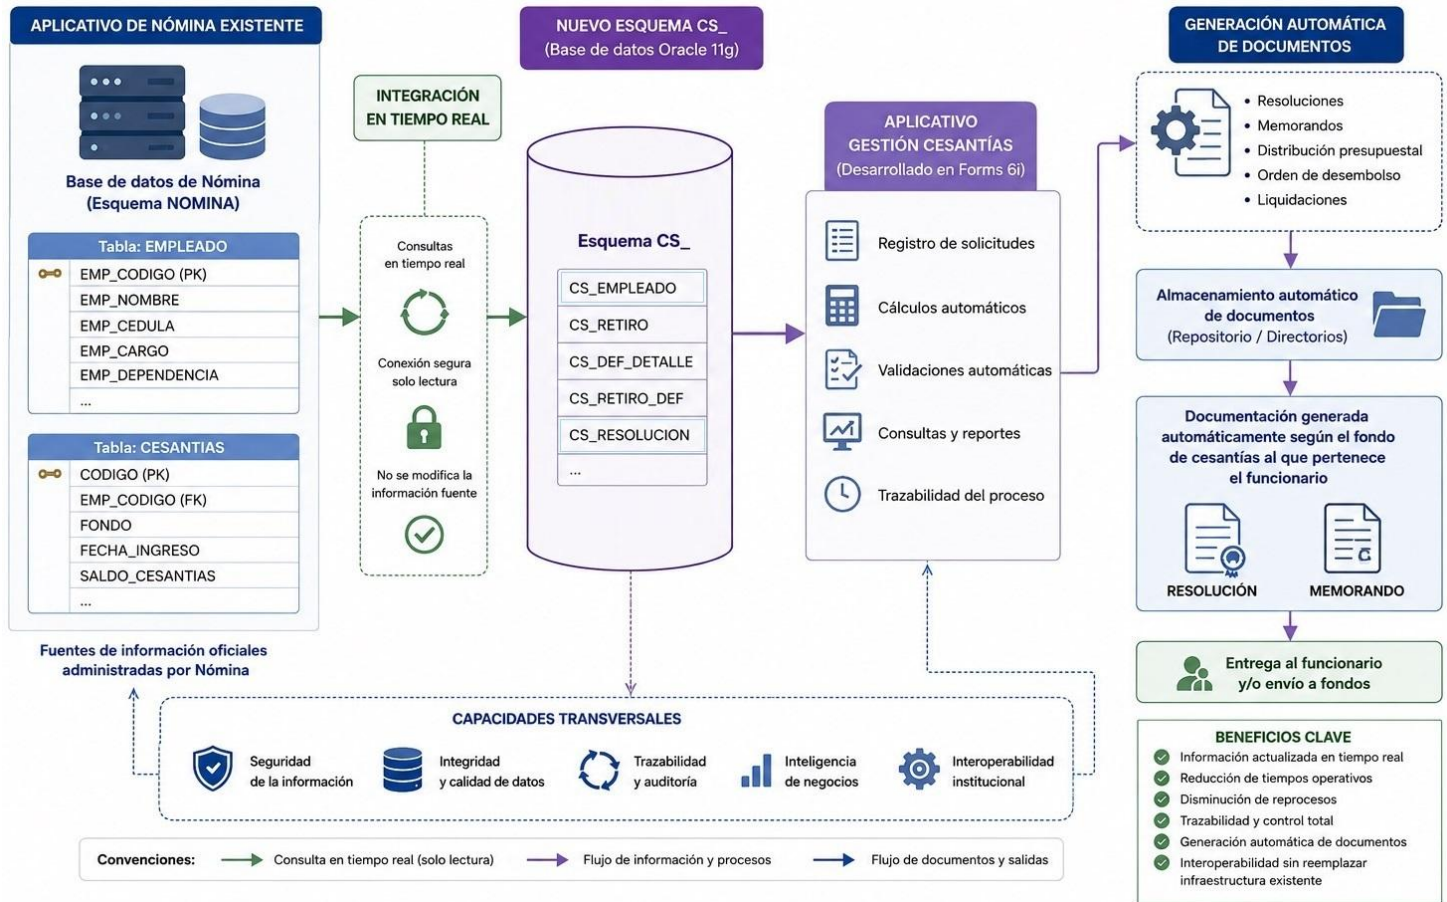 APLICATIVO DE NÓMINA EXISTENTE
Base de datos de Nómina
(Esquema NOMINA)
Tabla: EMPLEADO
EMP_CODIGO (PK)
EMP_NOMBRE
EMP_CEDULA
EMP_CARGO
EMP_DEPENDENCIA
...
Tabla: CESANTIAS
CODIGO (PK)
EMP_CODIGO (FK)
FONDO
FECHA_INGRESO
SALDO_CESANTIAS
...
Fuentes de información oficiales
administradas por Nómina
INTEGRACIÓN
EN TIEMPO REAL
Consultas
en tiempo real
Conexión segura
solo lectura
No se modifica la
información fuente
NUEVO ESQUEMA CS_
(Base de datos Oracle 11g)
Esquema CS_
CS_EMPLEADO
CS_RETIRO
CS_DEF_DETALLE
CS_RETIRO_DEF
CS_RESOLUCION
...
APLICATIVO
GESTIÓN CESANTÍAS
(Desarrollado en Forms 6i)
Registro de solicitudes
Cálculos automáticos
Validaciones automáticas
Consultas y reportes
Trazabilidad del proceso
GENERACIÓN AUTOMÁTICA
DE DOCUMENTOS
• Resoluciones
• Memorandos
• Distribución presupuestal
• Orden de desembolso
• Liquidaciones
Almacenamiento automático
de documentos
(Repositorio / Directorios)
Documentación generada
automáticamente según el fondo
de cesantías al que pertenece
el funcionario
C
RESOLUCIÓN
MEMORANDO
Entrega al funcionario
y/o envío a fondos
BENEFICIOS CLAVE
Información actualizada en tiempo real
Reducción de tiempos operativos
Disminución de reprocesos
Trazabilidad y control total
Generación automática de documentos
Interoperabilidad sin reemplazar
infraestructura existente
CAPACIDADES TRANSVERSALES
Seguridad
de la información
Integridad
y calidad de datos
Trazabilidad
y auditoría
Inteligencia
de negocios
Interoperabilidad
institucional
Convenciones:
Consulta en tiempo real (solo lectura)
Flujo de información y procesos
Flujo de documentos y salidas